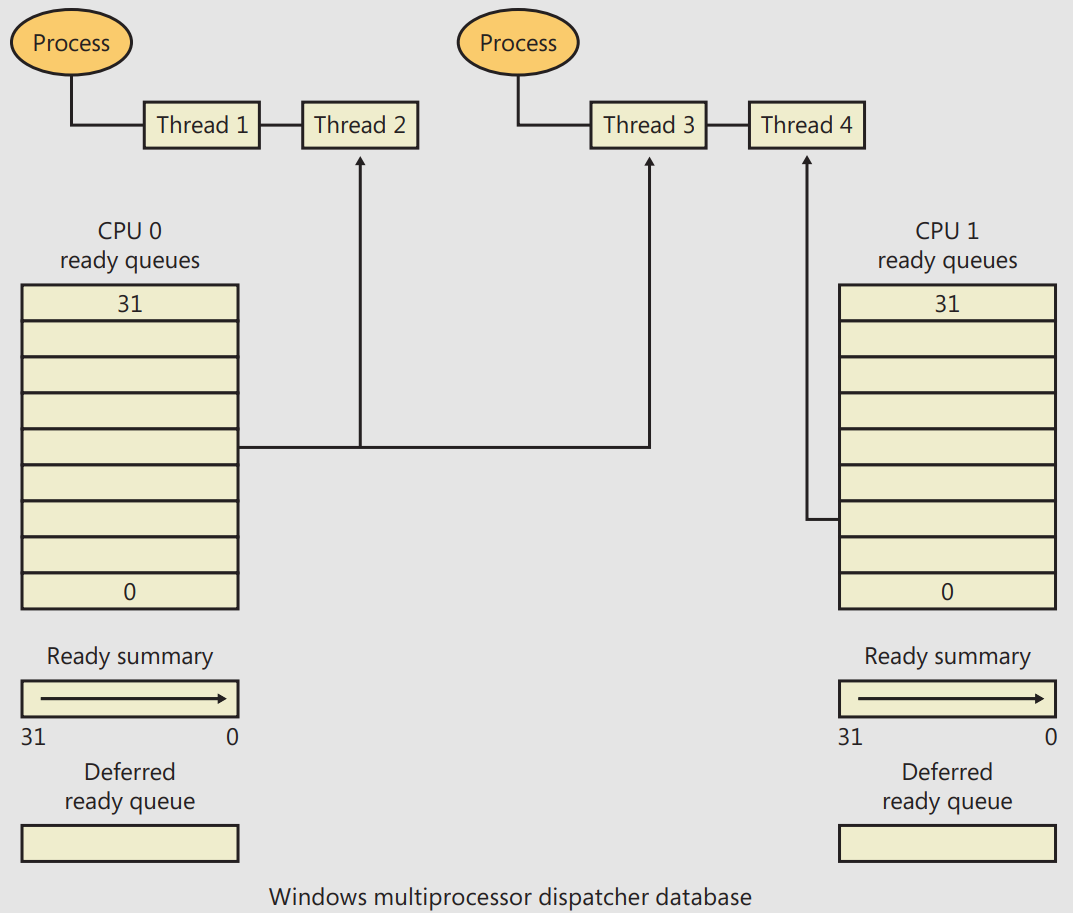 Process
Process
Thread 1
Thread 2
Thread 3
Thread 4
CPU 0
ready queues
31
0
Ready summary
31
0
Deferred
ready queue
CPU 1
ready queues
31
0
Ready summary
31
0
Deferred
ready queue
Windows multiprocessor dispatcher database